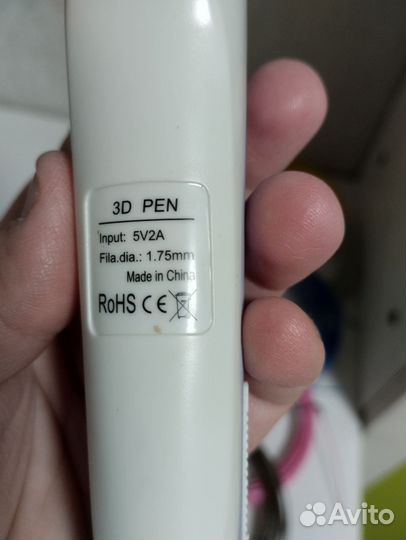 3D PEN
Input: 5V2A
Fila.dia.: 1.75mm
Made in China
RoHS CE
Avito